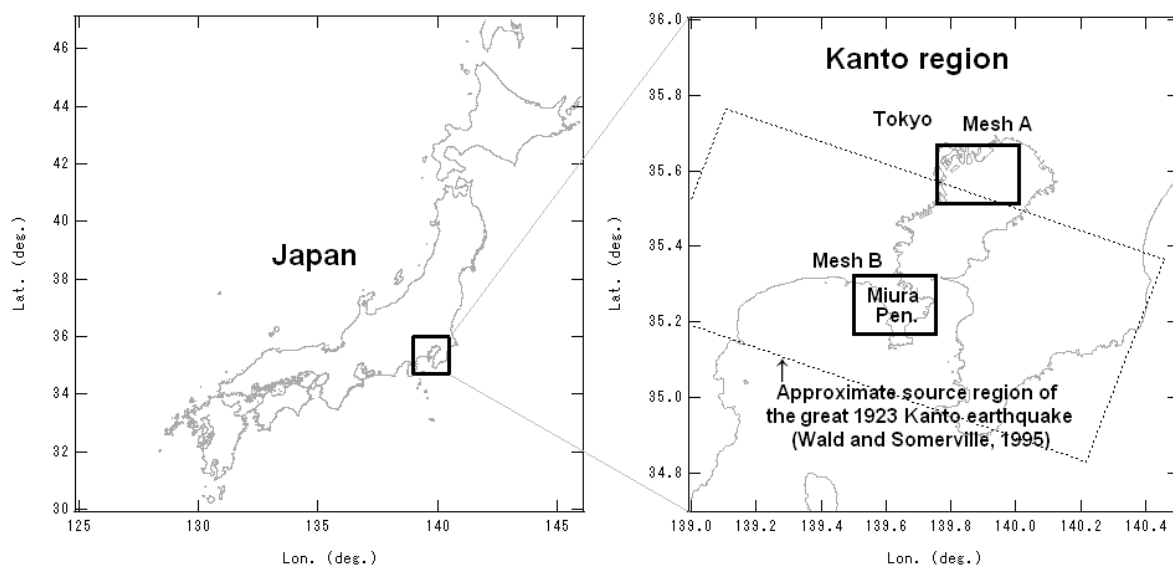 46
44
42
40
38
36
34
32
30
Lat. (deg.)
Japan
125
130
135
140
145
Lon. (deg.)
36.0
35.8
35.6
35.4
35.2
35.0
34.8
Lat. (deg.)
Kanto region
Tokyo
Mesh A
Mesh B
Miura
Pen.
↑
Approximate source region of
the great 1923 Kanto earthquake
(Wald and Somerville, 1995)
139.0
139.2
139.4
139.6
139.8
140.0
140.2
140.4
Lon. (deg.)